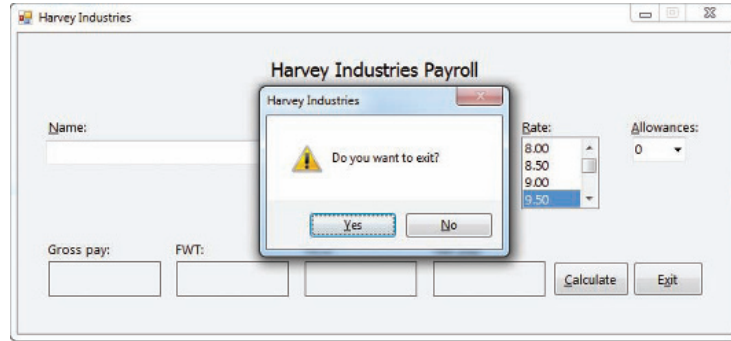 Harvey Industries
Harvey Industries Payroll
Harvey Industries
Name:
Rate:
Allowances:
8.00
0
8.50
9.00
9.50
Do you want to exit?
Yes
No
Gross pay:
FWT:
Calculate
Exit